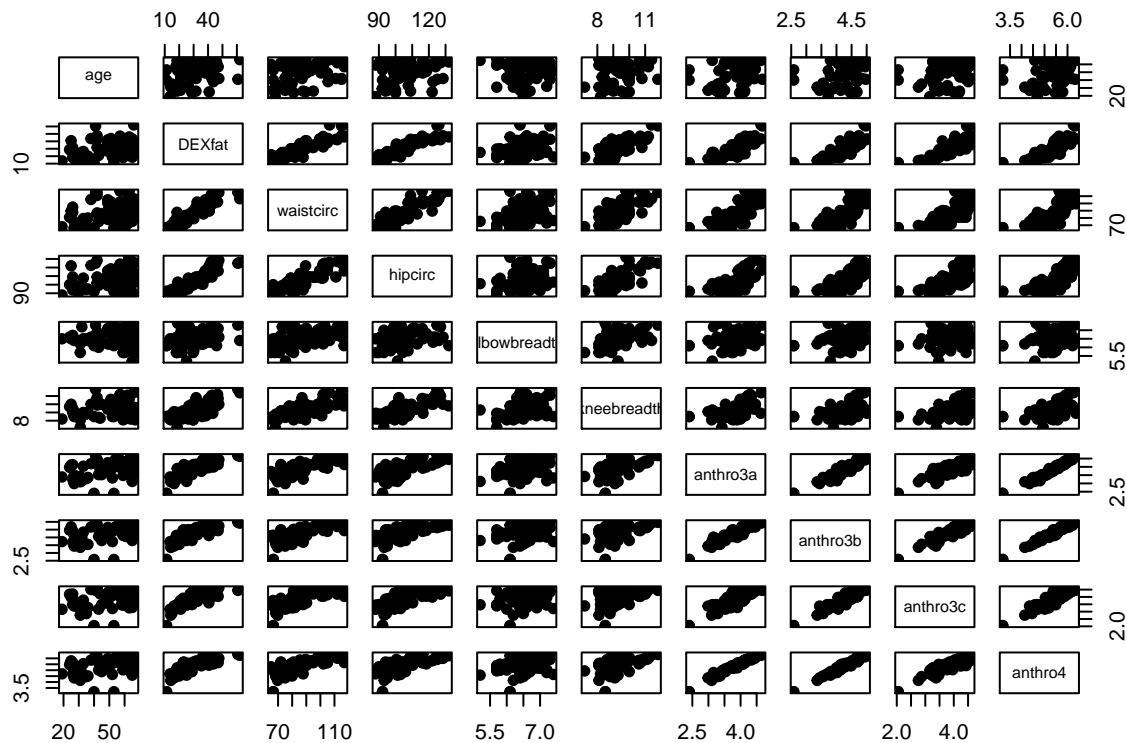 10 40 90 120 8 11 2.5 4.5 3.5 6.0
age
20
10
DEXfat
waistcirc
70
90
hipcirc
lbowbreadt
5.5
8
kneebreadth
anthro3a
2.5
2.5
anthro3b
anthro3c
2.0
3.5
anthro4
20 50 70 110 5.5 7.0 2.5 4.0 2.0 4.0